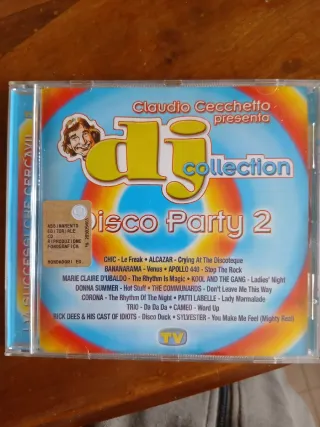 Claudio Cecchetto
presenta
dj
collection
Disco Party 2
CHIC - Le Freak • ALCAZAR - Crying At The Discoteque
BANANARAMA - Venus • APOLLO 440 - Stop The Rock
MARIE CLAIRE D'UBALDO - The Rhythm Is Magic • KOOL AND THE GANG - Ladies' Night
DONNA SUMMER - Hot Stuff • THE COMMUNARDS - Don't Leave Me This Way
CORONA - The Rhythm Of The Night • PATTI LABELLE - Lady Marmalade
TRIO - Da Da Da • CAMEO - Word Up
RICK DEES & HIS CAST OF IDIOTS - Disco Duck • SYLVESTER - You Make Me Feel (Mighty Real)
TV